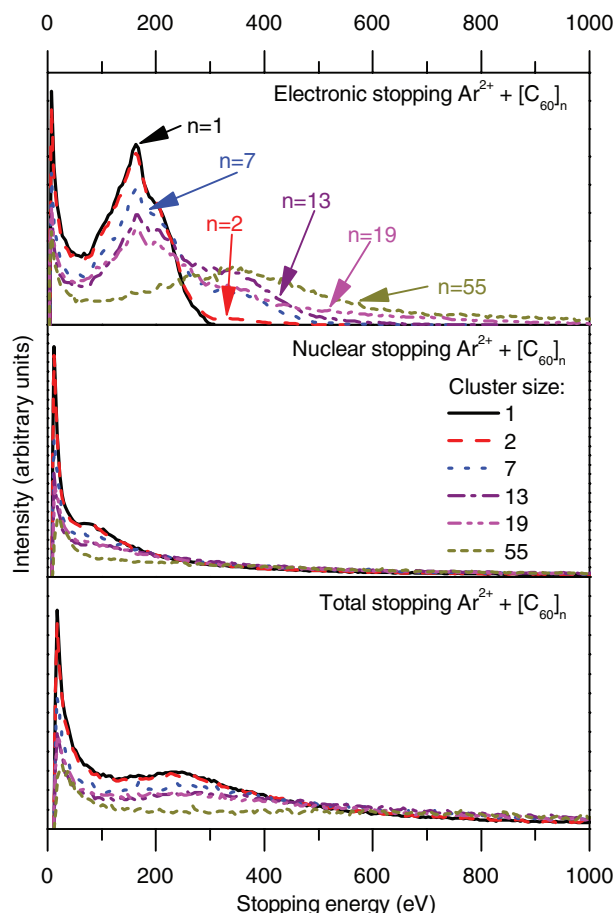 0 200 400 600 800 1000
Electronic stopping Ar²⁺ + [C₆₀]ₙ
n=1
n=7
n=2
n=13
n=19
n=55
Nuclear stopping Ar²⁺ + [C₆₀]ₙ
Cluster size:
1
2
7
13
19
55
Intensity (arbitrary units)
Total stopping Ar²⁺ + [C₆₀]ₙ
0 200 400 600 800 1000
Stopping energy (eV)